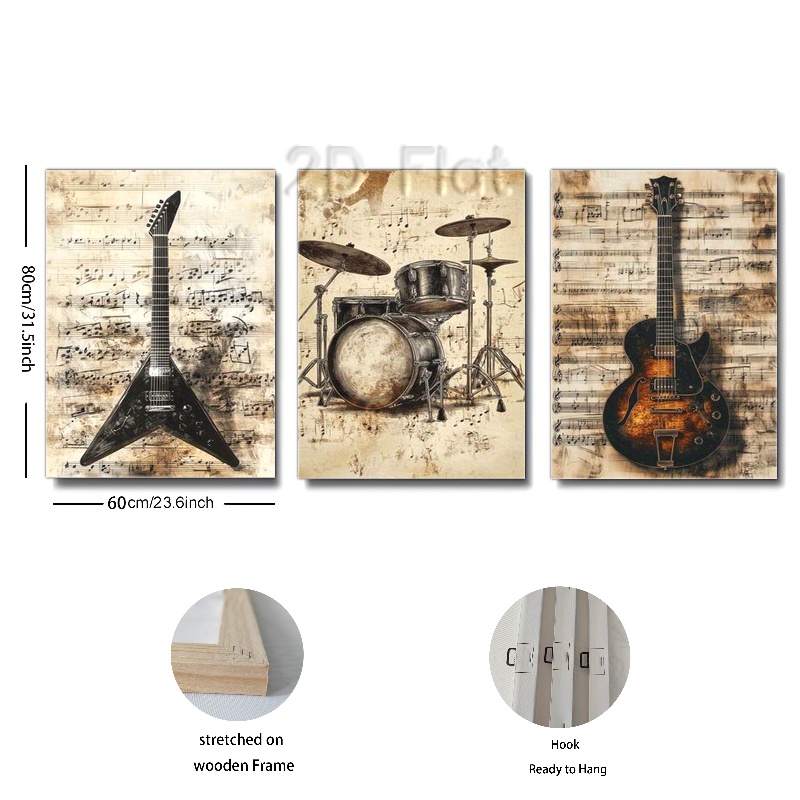 2D Flat
80cm/31.5inch
60cm/23.6inch
stretched on
wooden Frame
Hook
Ready to Hang